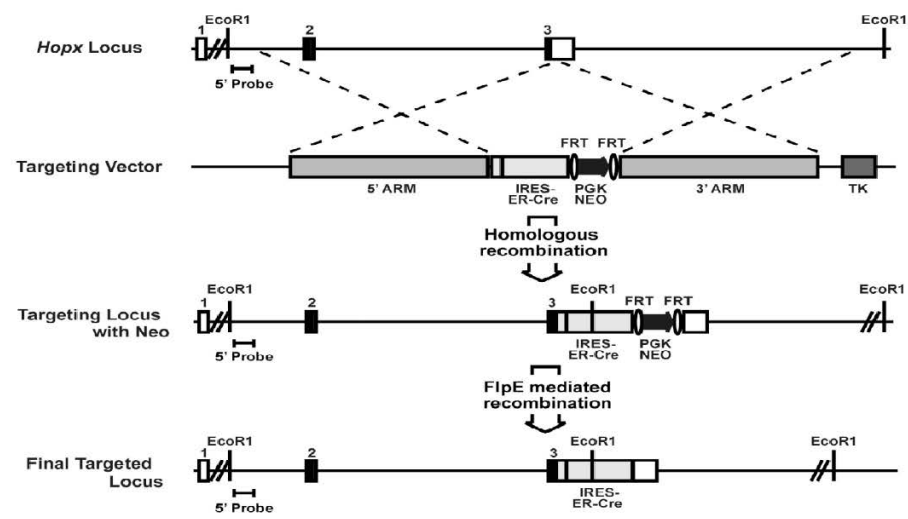 EcoR1
EcoR1
1
2
3
Hopx Locus
5' Probe
FRT FRT
Targeting Vector
5' ARM
IRES-
ER-Cre
PGK
NEO
3' ARM
TK
Homologous
recombination
EcoR1
EcoR1
EcoR1
1
2
3
FRT FRT
Targeting Locus
with Neo
5' Probe
IRES-
ER-Cre
PGK
NEO
FlpE mediated
recombination
EcoR1
EcoR1
EcoR1
1
2
3
Final Targeted
Locus
5' Probe
IRES-
ER-Cre